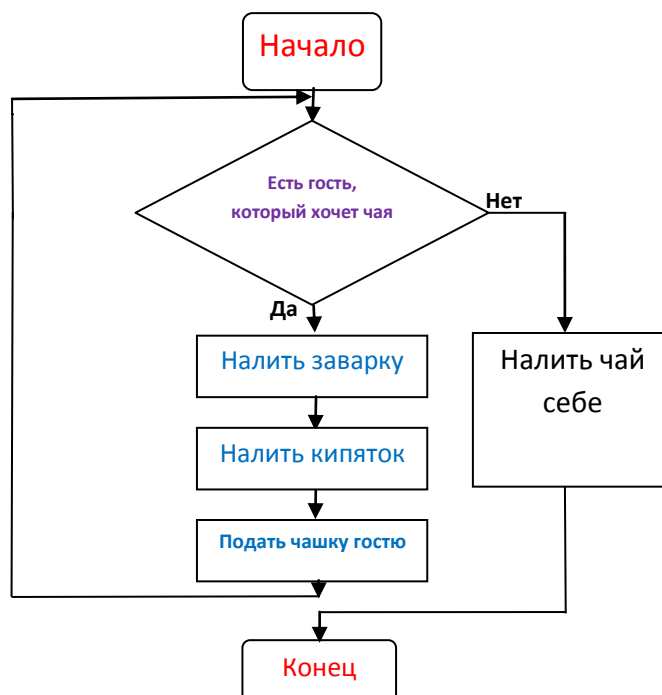 Начало
Есть гость,
который хочет чая
Нет
Да
Налить заварку
Налить чай
себе
Налить кипяток
Подать чашку гостю
Конец